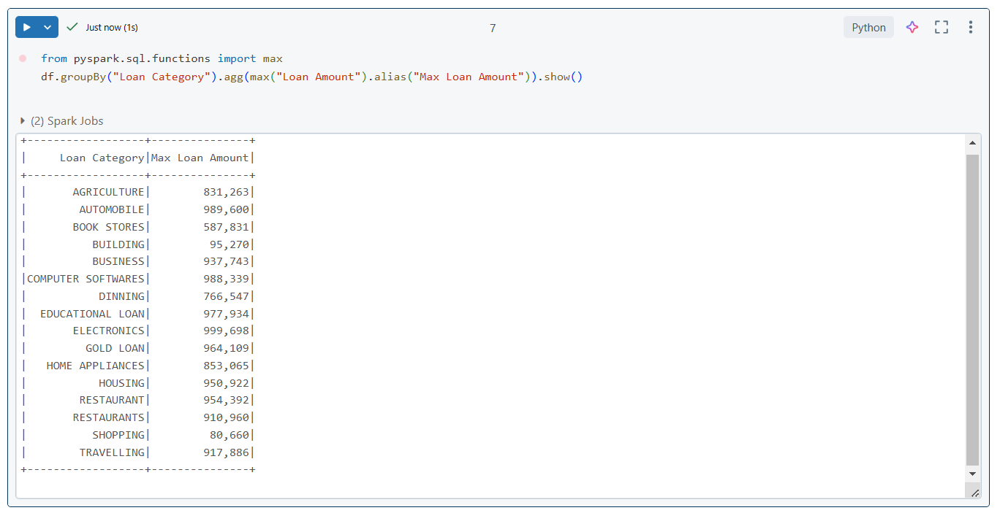 Just now (1s)
7
Python
from pyspark.sql.functions import max
df.groupBy("Loan Category").agg(max("Loan Amount").alias("Max Loan Amount")).show()
(2) Spark Jobs
+------------------+---------------+
|     Loan Category|Max Loan Amount|
+------------------+---------------+
|       AGRICULTURE|        831,263|
|        AUTOMOBILE|        989,600|
|       BOOK STORES|        587,831|
|          BUILDING|         95,270|
|          BUSINESS|        937,743|
|COMPUTER SOFTWARES|        988,339|
|           DINNING|        766,547|
|  EDUCATIONAL LOAN|        977,934|
|       ELECTRONICS|        999,698|
|         GOLD LOAN|        964,109|
|   HOME APPLIANCES|        853,065|
|           HOUSING|        950,922|
|        RESTAURANT|        954,392|
|       RESTAURANTS|        910,960|
|          SHOPPING|         80,660|
|        TRAVELLING|        917,886|
+------------------+---------------+